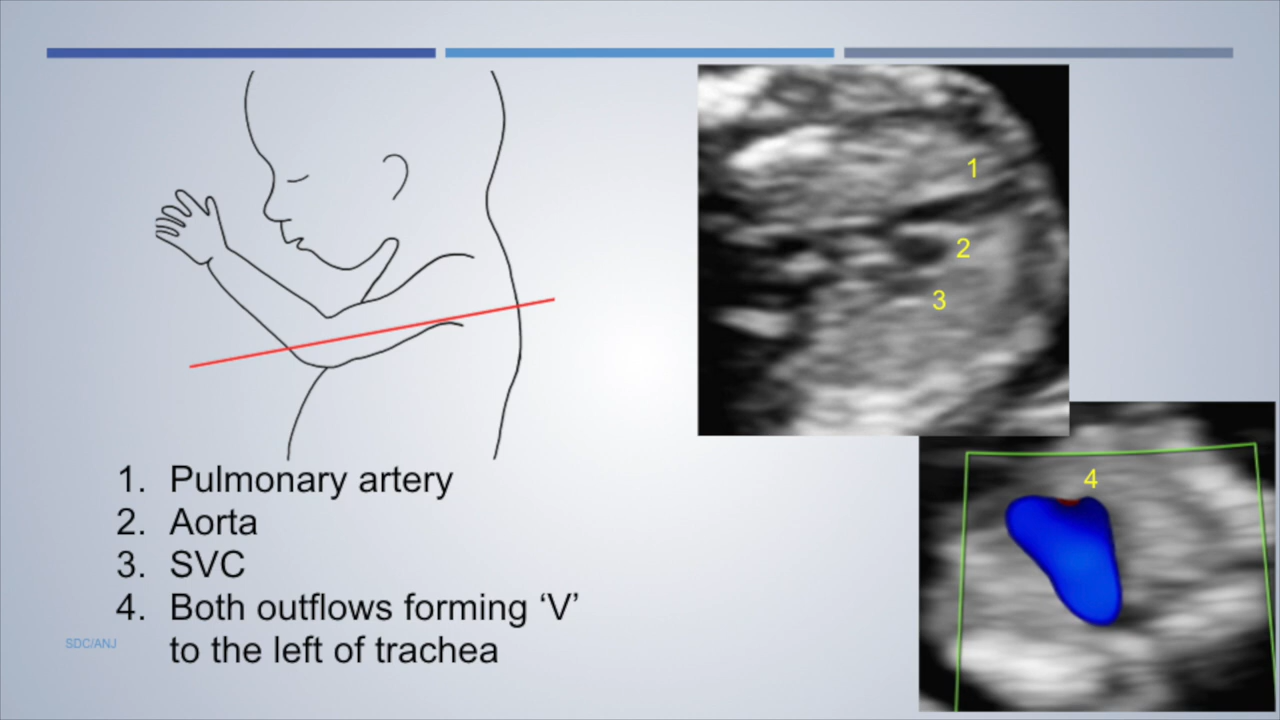 1
2
3
4
1. Pulmonary artery
2. Aorta
3. SVC
4. Both outflows forming ‘V’
to the left of trachea
SDC/ANJ